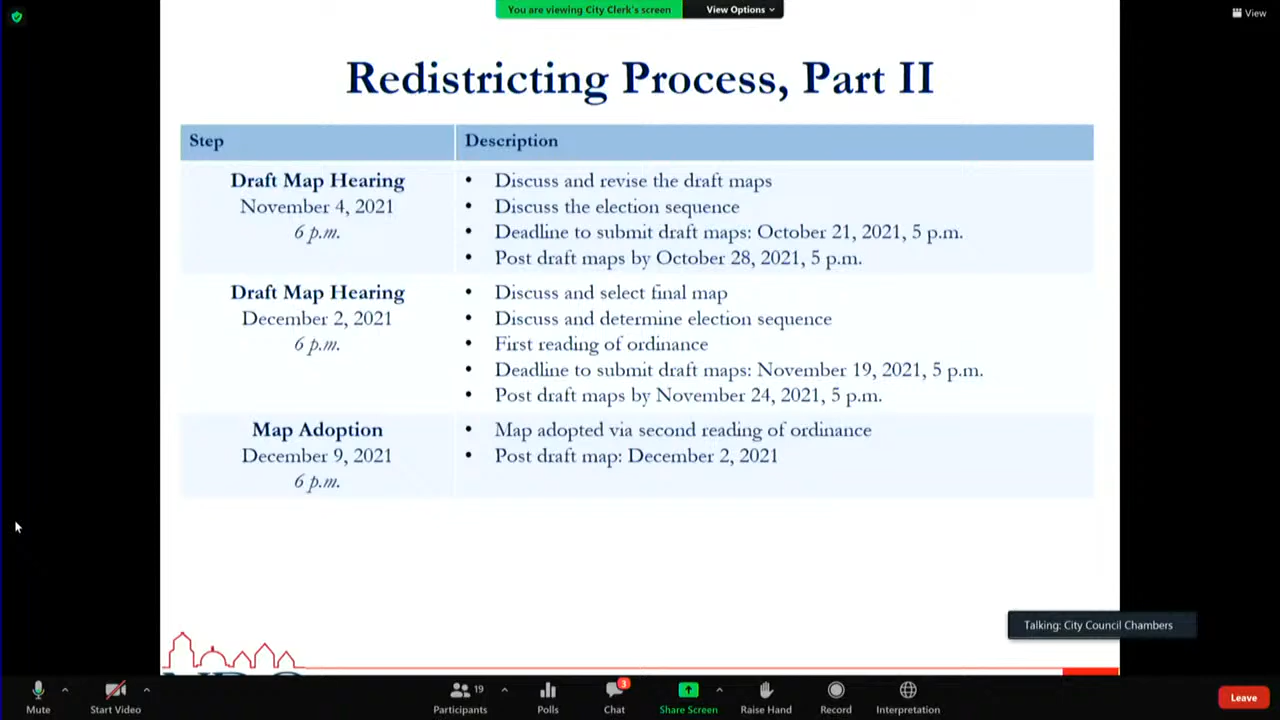 You are viewing City Clerk's screen View Options
View
Redistricting Process, Part II
Step Description
Draft Map Hearing
November 4, 2021
6 p.m.
• Discuss and revise the draft maps
• Discuss the election sequence
• Deadline to submit draft maps: October 21, 2021, 5 p.m.
• Post draft maps by October 28, 2021, 5 p.m.
Draft Map Hearing
December 2, 2021
6 p.m.
• Discuss and select final map
• Discuss and determine election sequence
• First reading of ordinance
• Deadline to submit draft maps: November 19, 2021, 5 p.m.
• Post draft maps by November 24, 2021, 5 p.m.
Map Adoption
December 9, 2021
6 p.m.
• Map adopted via second reading of ordinance
• Post draft map: December 2, 2021
Talking: City Council Chambers
19
3
Mute Start Video Participants Polls Chat Share Screen Raise Hand Record Interpretation Leave